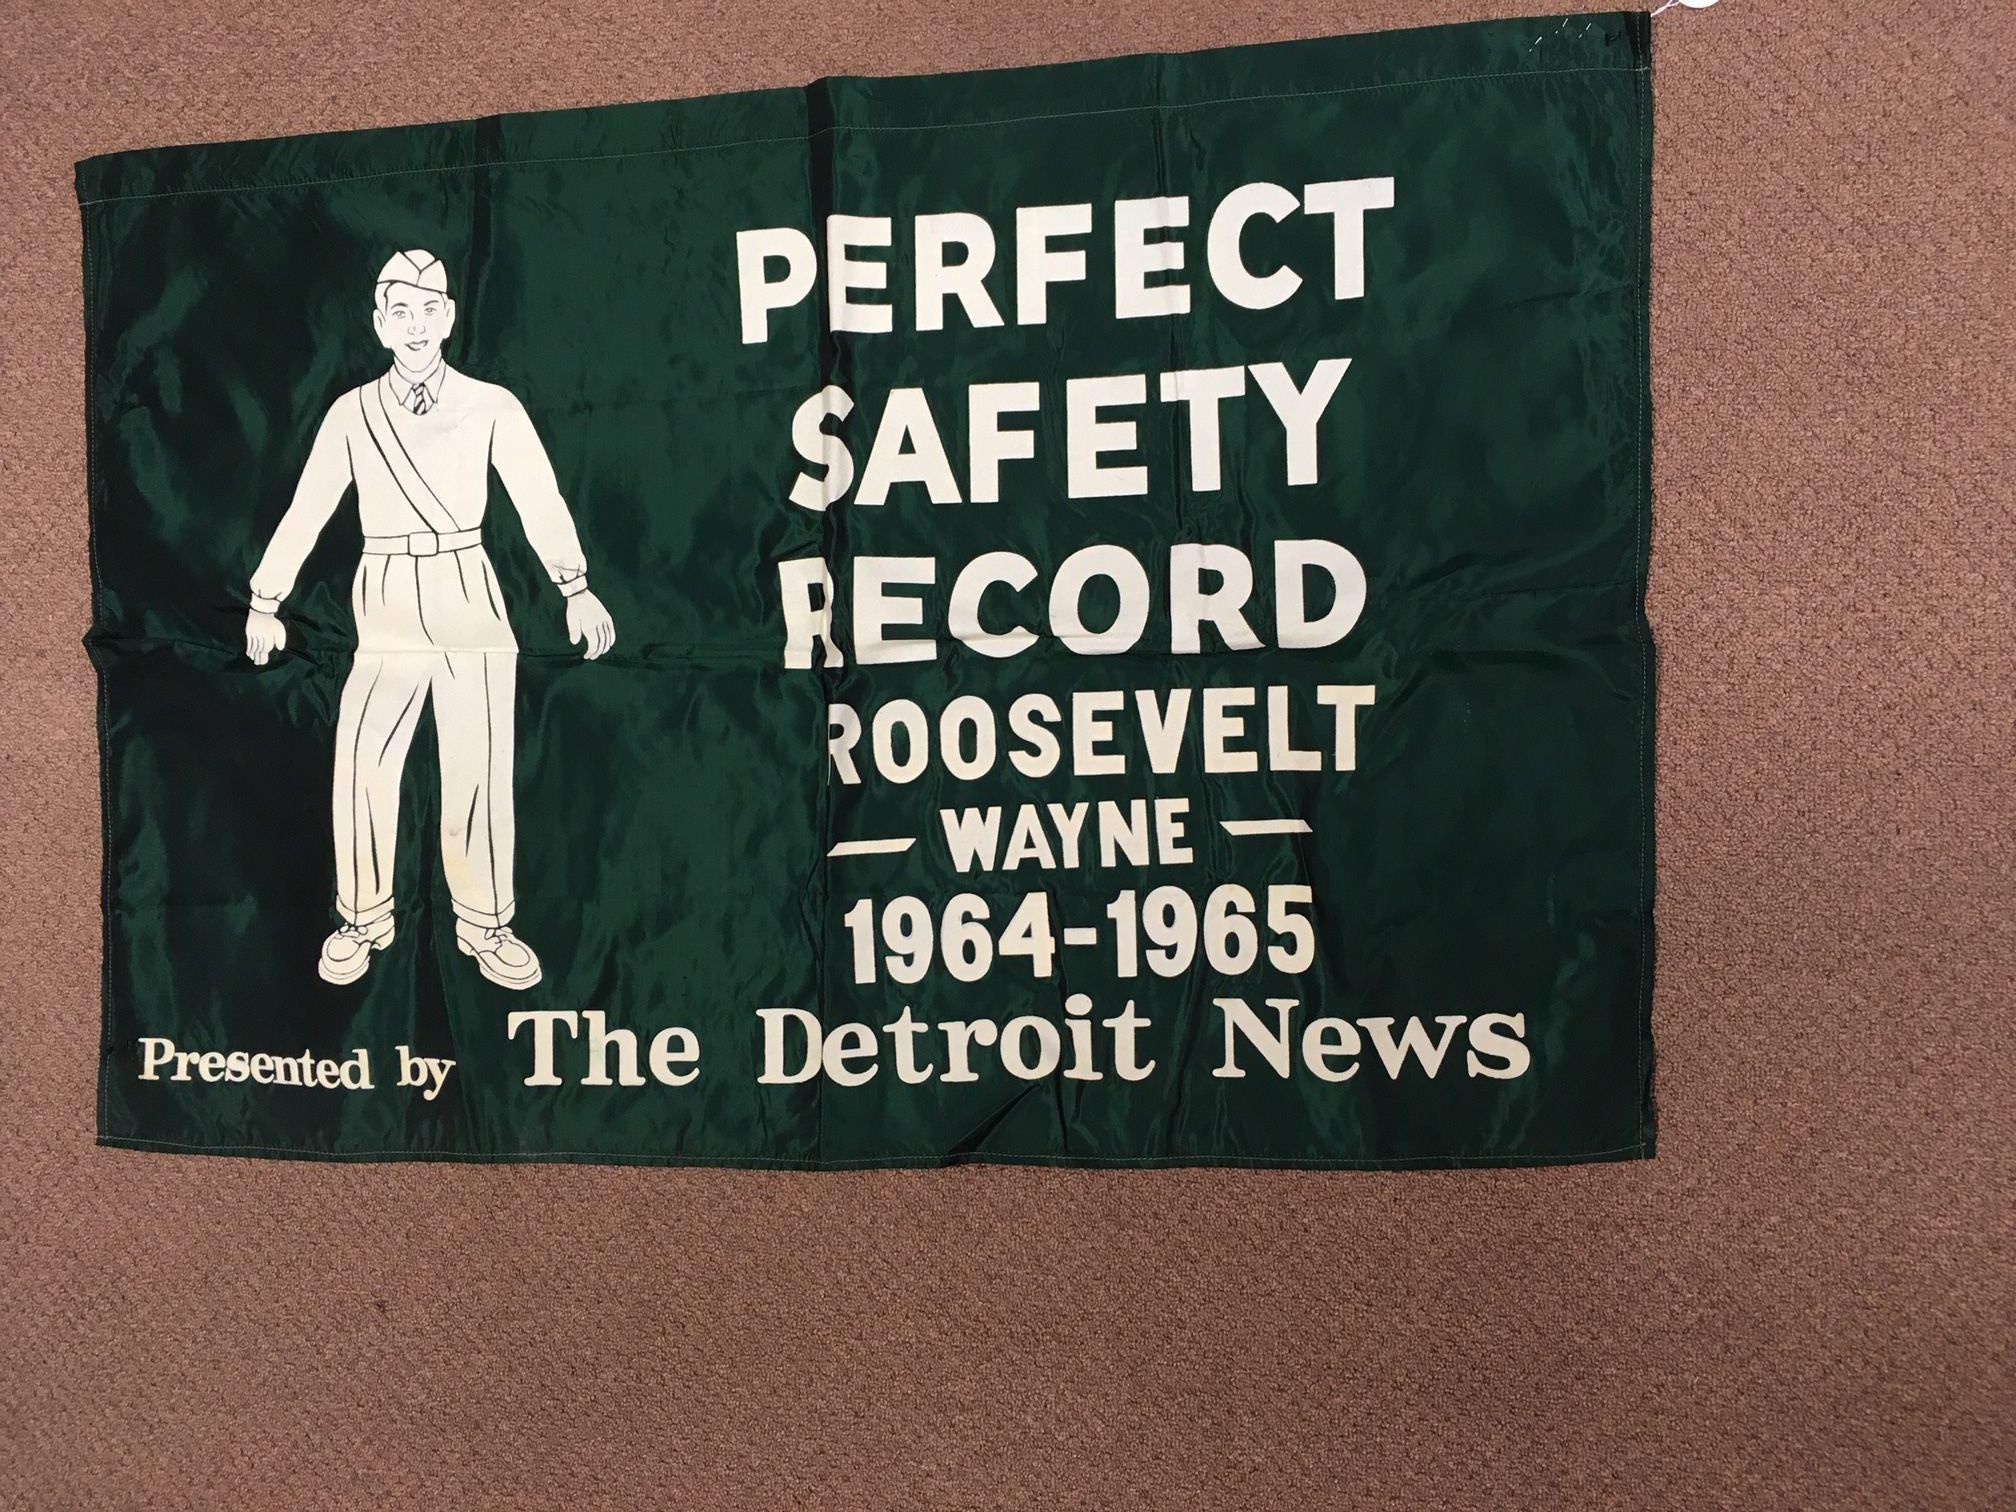 PERFECT
SAFETY
RECORD
ROOSEVELT
— WAYNE —
1964-1965
Presented by The Detroit News